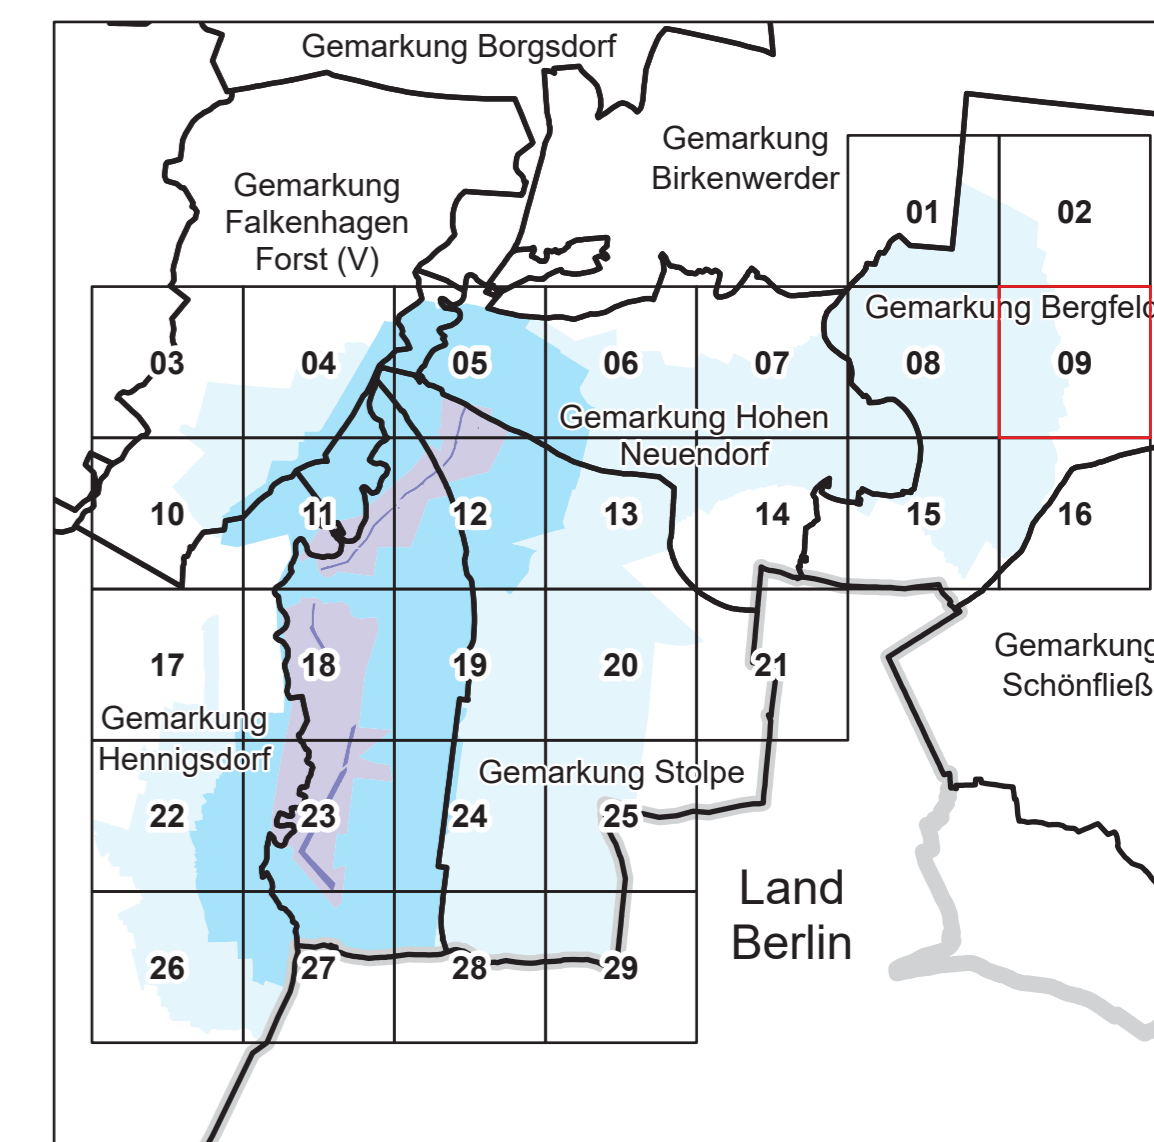 Gemarkung Borgsdorf
Gemarkung
Birkenwerder
Gemarkung
Falkenhagen
Forst (V)
01
02
Gemarkung Bergfeld
03
04
05
06
07
08
09
Gemarkung Hohen
Neuendorf
10
11
12
13
14
15
16
17
18
19
20
21
Gemarkung
Schönfließ
Gemarkung
Hennigsdorf
Gemarkung Stolpe
22
23
24
25
Land
Berlin
26
27
28
29